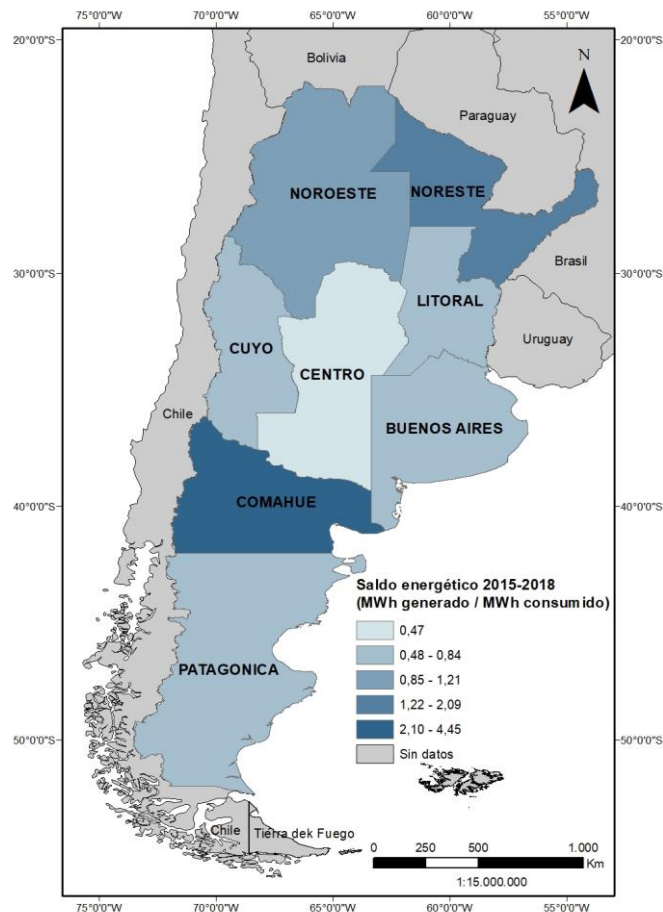 75°0'0"W 70°0'0"W 65°0'0"W 60°0'0"W 55°0'0"W
20°0'0"S
20°0'0"S
Bolivia
N
Paraguay
NOROESTE
NORESTE
Brasil
30°0'0"S
30°0'0"S
LITORAL
CUYO
Uruguay
CENTRO
Chile
BUENOS AIRES
COMAHUE
40°0'0"S
40°0'0"S
Saldo energético 2015-2018
(MWh generado / MWh consumido)
0,47
0,48 - 0,84
0,85 - 1,21
1,22 - 2,09
2,10 - 4,45
Sin datos
PATAGONICA
50°0'0"S
50°0'0"S
Chile
Tierra dek Fuego
0 250 500 1.000
Km
1:15.000.000
75°0'0"W 70°0'0"W 65°0'0"W 60°0'0"W 55°0'0"W